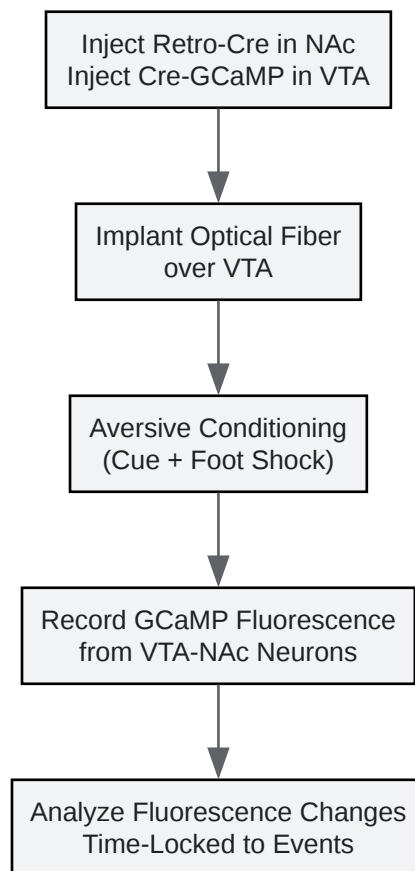 Inject Retro-Cre in NAc
Inject Cre-GCaMP in VTA
Implant Optical Fiber
over VTA
Aversive Conditioning
(Cue + Foot Shock)
Record GCaMP Fluorescence
from VTA-NAc Neurons
Analyze Fluorescence Changes
Time-Locked to Events